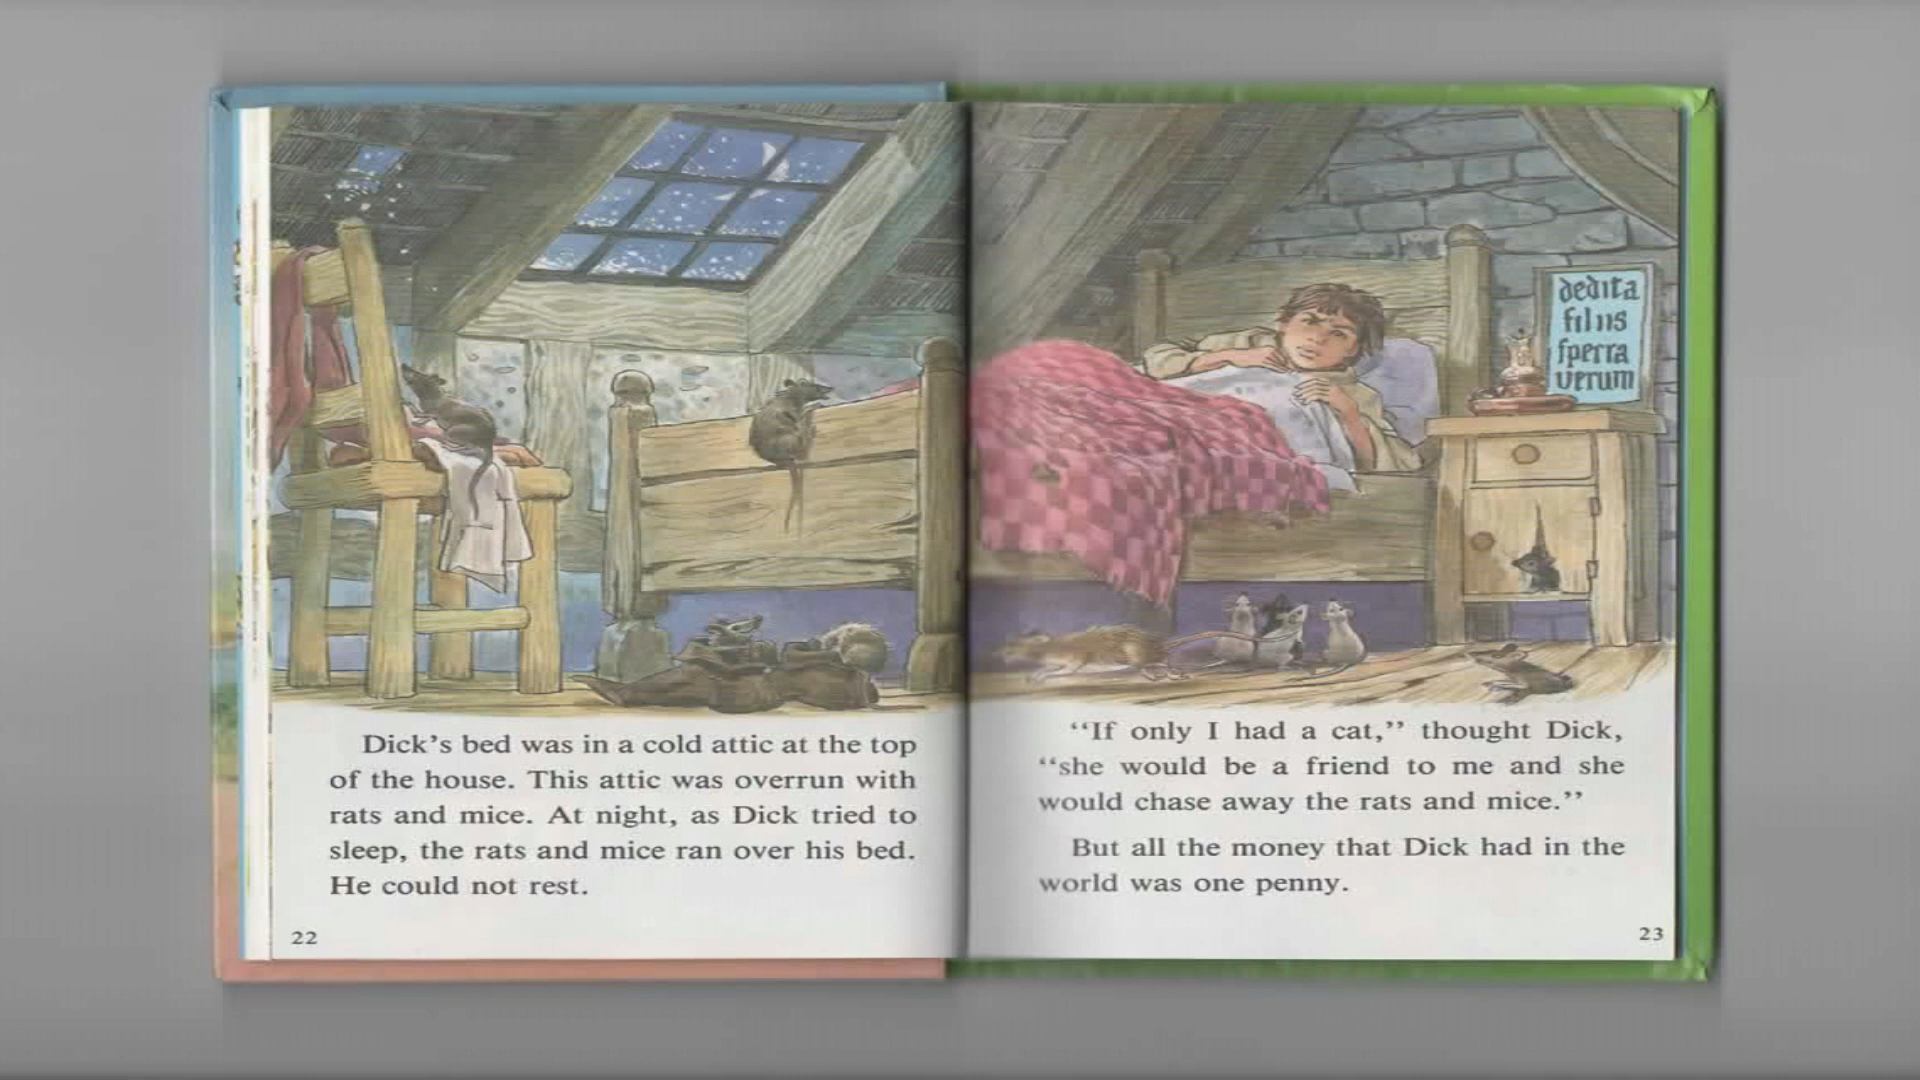 Dick’s bed was in a cold attic at the top
of the house. This attic was overrun with
rats and mice. At night, as Dick tried to
sleep, the rats and mice ran over his bed.
He could not rest.
22
dedita
filiis
fperra
verum
‘‘If only I had a cat,’’ thought Dick,
‘‘she would be a friend to me and she
would chase away the rats and mice.’’
But all the money that Dick had in the
world was one penny.
23